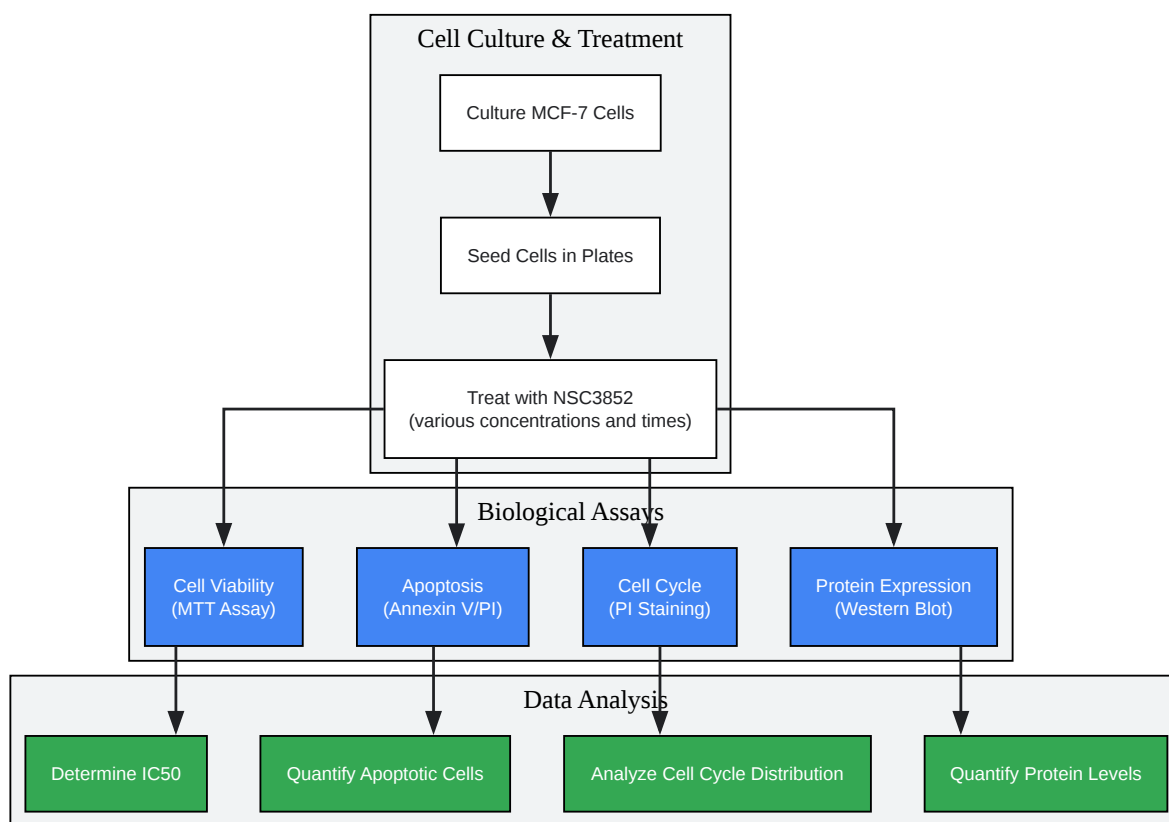 Cell Culture & Treatment
Culture MCF-7 Cells
Seed Cells in Plates
Treat with NSC3852
(various concentrations and times)
Biological Assays
Cell Viability
(MTT Assay)
Apoptosis
(Annexin V/PI)
Cell Cycle
(PI Staining)
Protein Expression
(Western Blot)
Data Analysis
Determine IC50
Quantify Apoptotic Cells
Analyze Cell Cycle Distribution
Quantify Protein Levels